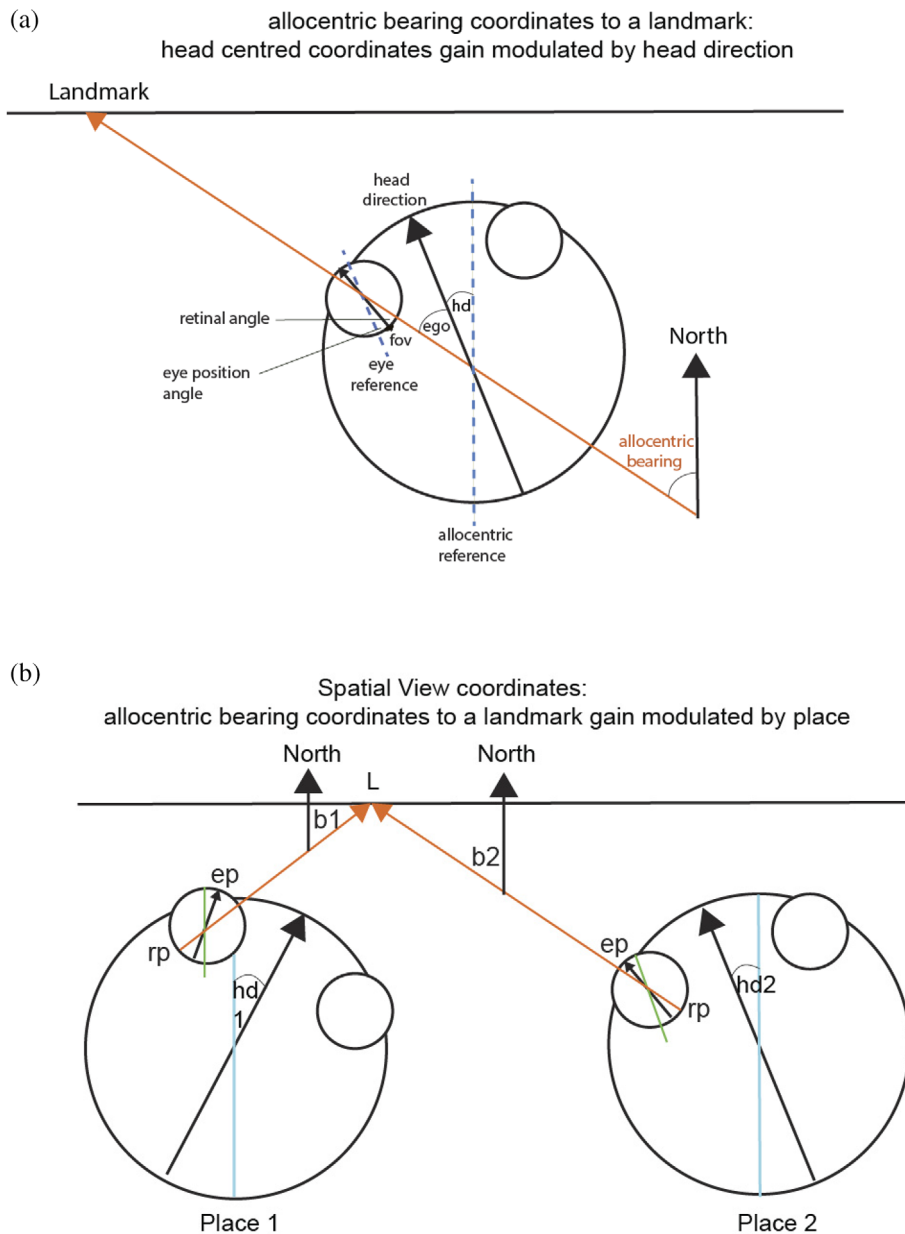 (a)
allocentric bearing coordinates to a landmark:
head centred coordinates gain modulated by head direction
Landmark
head
direction
hd
ego
retinal angle
fov
eye position
angle
eye
reference
North
allocentric
bearing
allocentric
reference
(b)
Spatial View coordinates:
allocentric bearing coordinates to a landmark gain modulated by place
North
L
North
b1
b2
ep
rp
hd
1
ep
rp
hd2
Place 1
Place 2